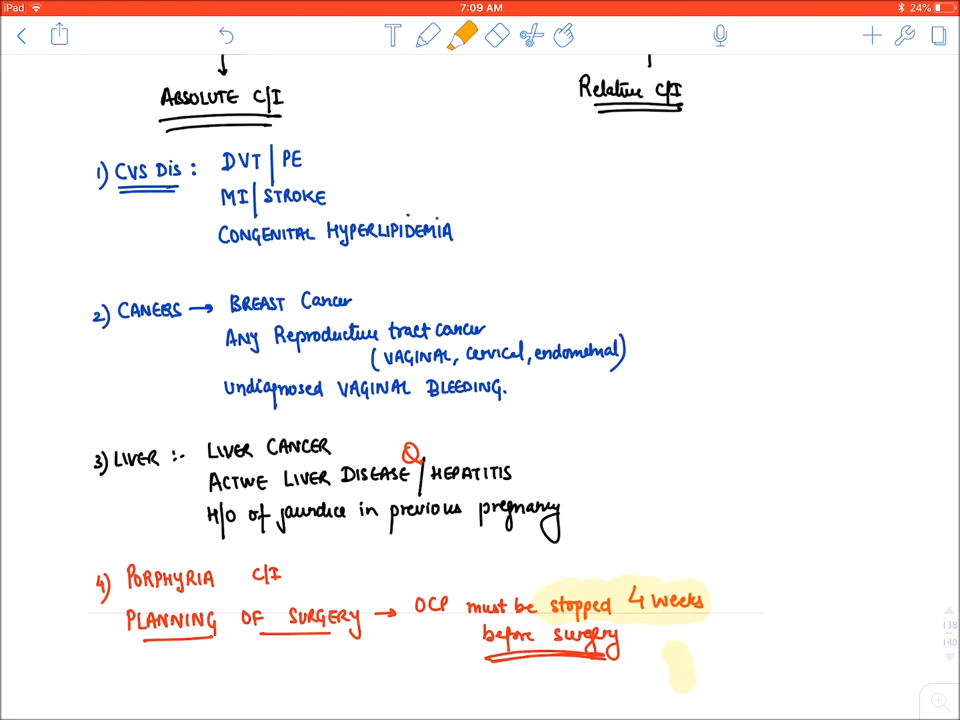 iPad
7:09 AM
24%
T
ABSOLUTE C/I
Relative C/I
1) CVS Dis : DVT | PE
MI | STROKE
CONGENITAL HYPERLIPIDEMIA
2) CANERS → BREAST Cancer
ANy Reproductive tract cancer
(VAGINAL, cervical, endometrial)
Undiagnosed VAGINAL BLEEDING.
3) LIVER :- LIVER CANCER
Q
ACTIVE LIVER DISEASE / HEPATITIS
H/O of jaundice in previous pregnancy
4) PORPHYRIA C/I
PLANNING OF SURGERY → OCP must be stopped 4 weeks
before surgery
138
140